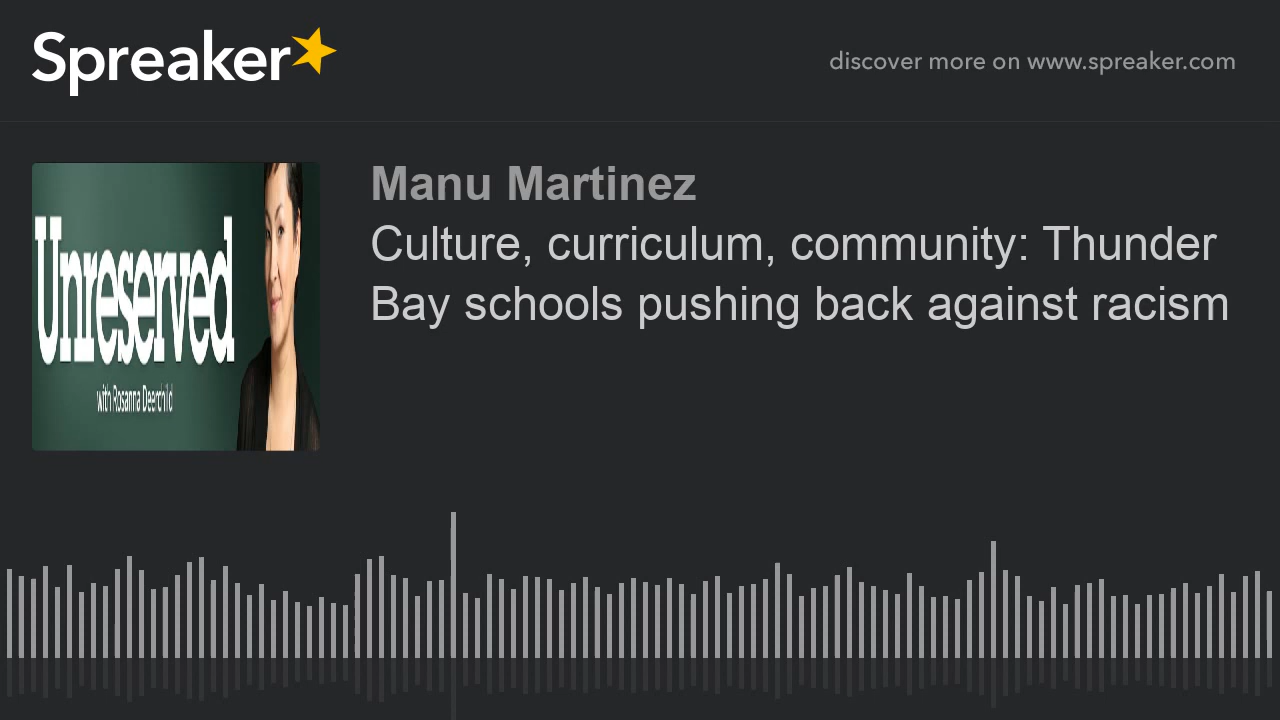 Spreaker
discover more on www.spreaker.com
Unreserved
with Rosanna Deerchild
Manu Martinez
Culture, curriculum, community: Thunder
Bay schools pushing back against racism